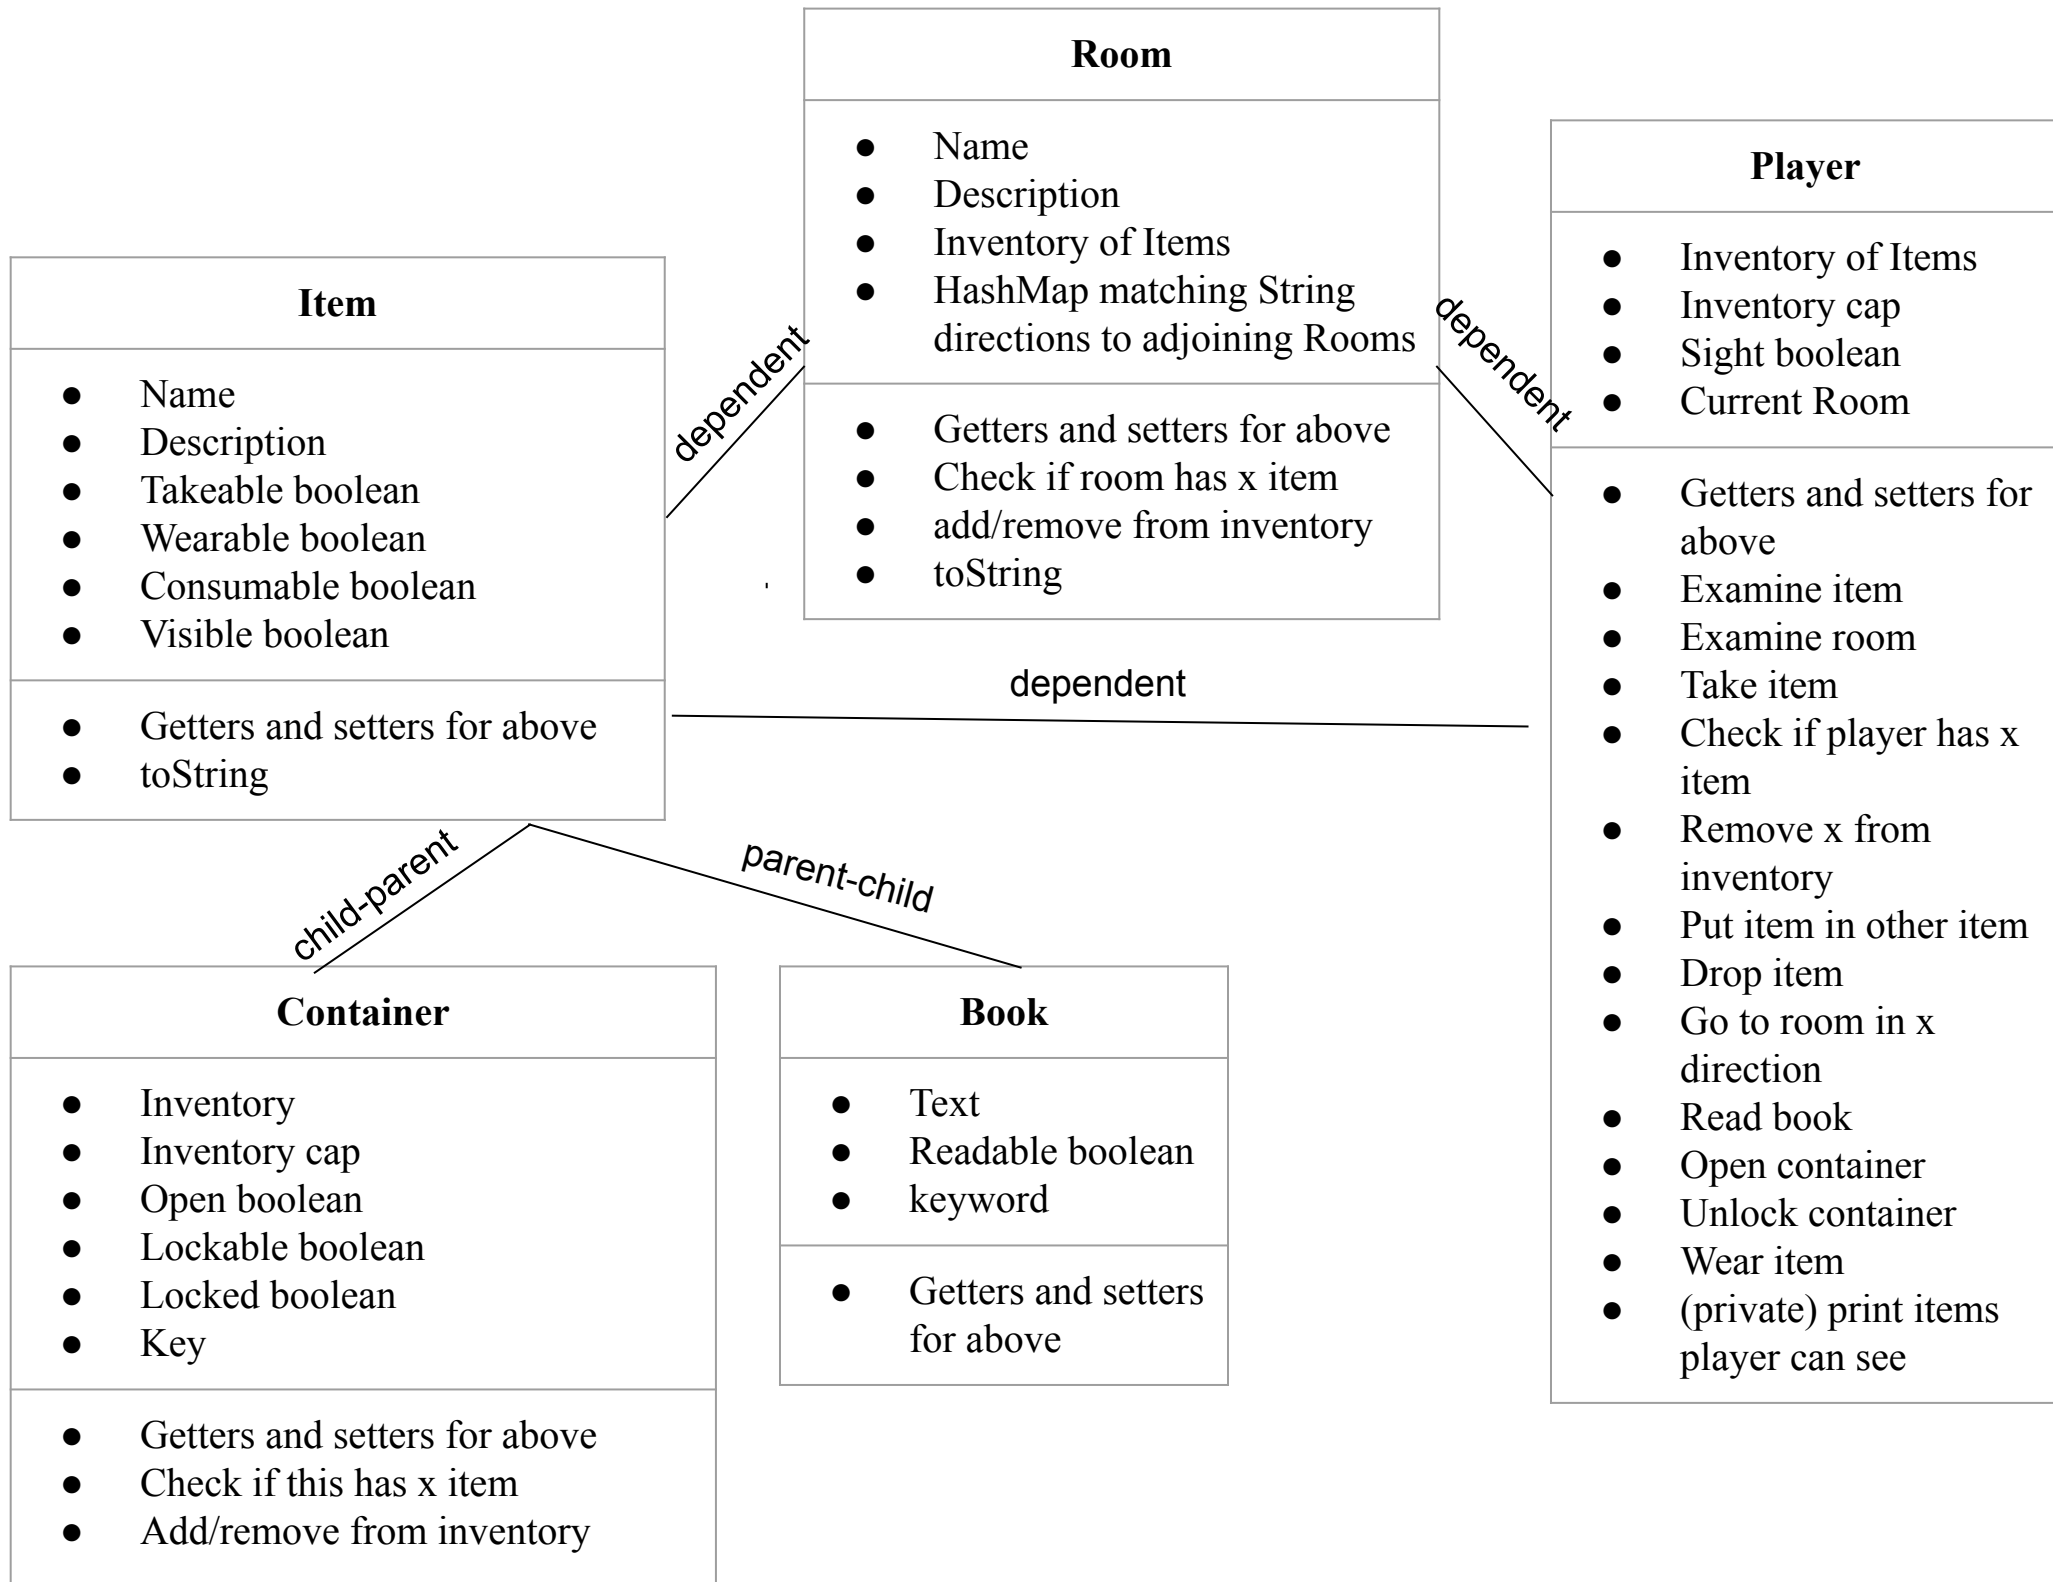 Room
Name
Description
Inventory of Items
HashMap matching String
directions to adjoining Rooms
Getters and setters for above
Check if room has x item
add/remove from inventory
toString
Player
Inventory of Items
Inventory cap
Sight boolean
Current Room
Getters and setters for
above
Examine item
Examine room
Take item
Check if player has x
item
Remove x from
inventory
Put item in other item
Drop item
Go to room in x
direction
Read book
Open container
Unlock container
Wear item
(private) print items
player can see
Item
Name
Description
Takeable boolean
Wearable boolean
Consumable boolean
Visible boolean
Getters and setters for above
toString
dependent
dependent
dependent
child-parent
parent-child
Container
Inventory
Inventory cap
Open boolean
Lockable boolean
Locked boolean
Key
Getters and setters for above
Check if this has x item
Add/remove from inventory
Book
Text
Readable boolean
keyword
Getters and setters
for above